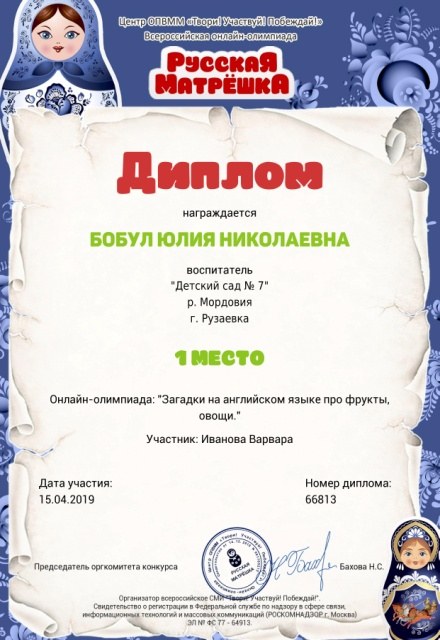 Центр ОПВММ «Твори! Участвуй! Побеждай!»
Всероссийская онлайн-олимпиада
РУССКАЯ
МАТРЁШКА
Диплом
награждается
БОБУЛ ЮЛИЯ НИКОЛАЕВНА
воспитатель
"Детский сад № 7"
р. Мордовия
г. Рузаевка
1 МЕСТО
Онлайн-олимпиада: "Загадки на английском языке про фрукты,
овощи."
Участник: Иванова Варвара
Дата участия:
15.04.2019
Номер диплома:
66813
Председатель оргкомитета конкурса
РУССКАЯ
МАТРЁШКА
Бахова Н.С.
Организатор всероссийское СМИ "Твори! Участвуй! Побеждай!".
Свидетельство о регистрации в Федеральной службе по надзору в сфере связи,
информационных технологий и массовых коммуникаций (РОСКОМНАДЗОР г. Москва)
ЭЛ № ФС 77 - 64913.